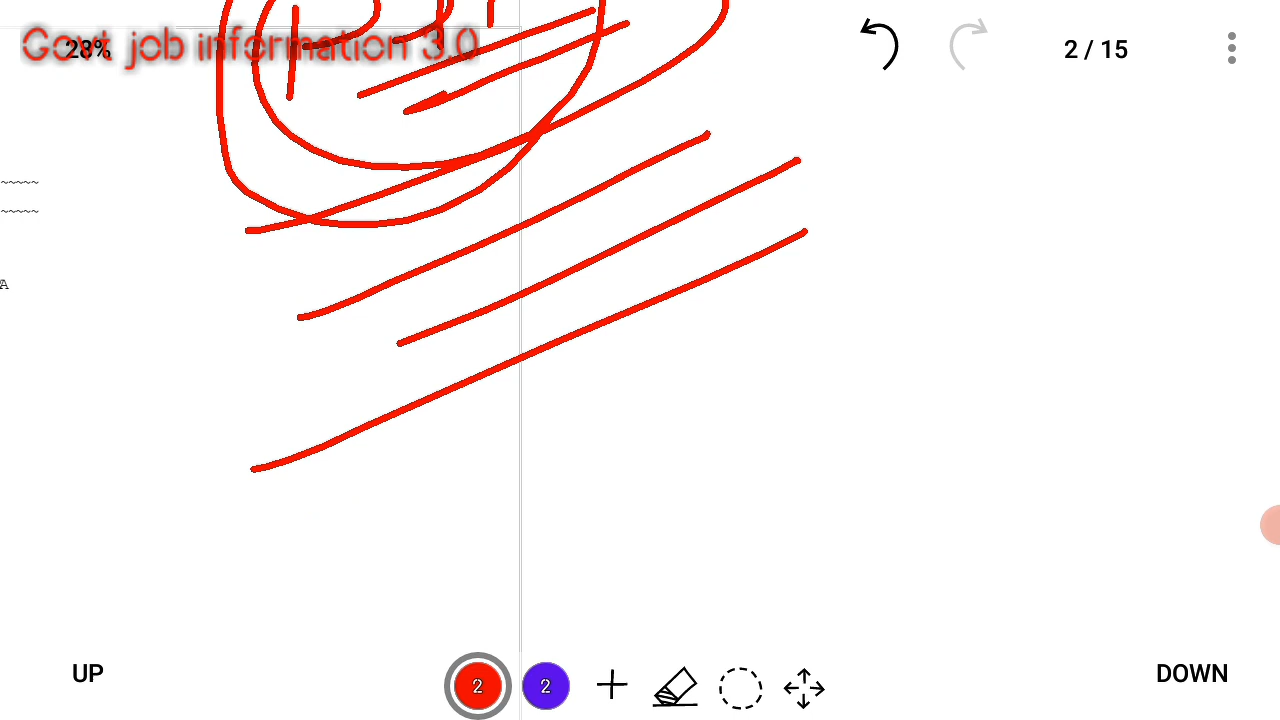 Govt job information 3.0
28%
2 / 15
~~~~~
~~~~~
A
UP
2
2
DOWN